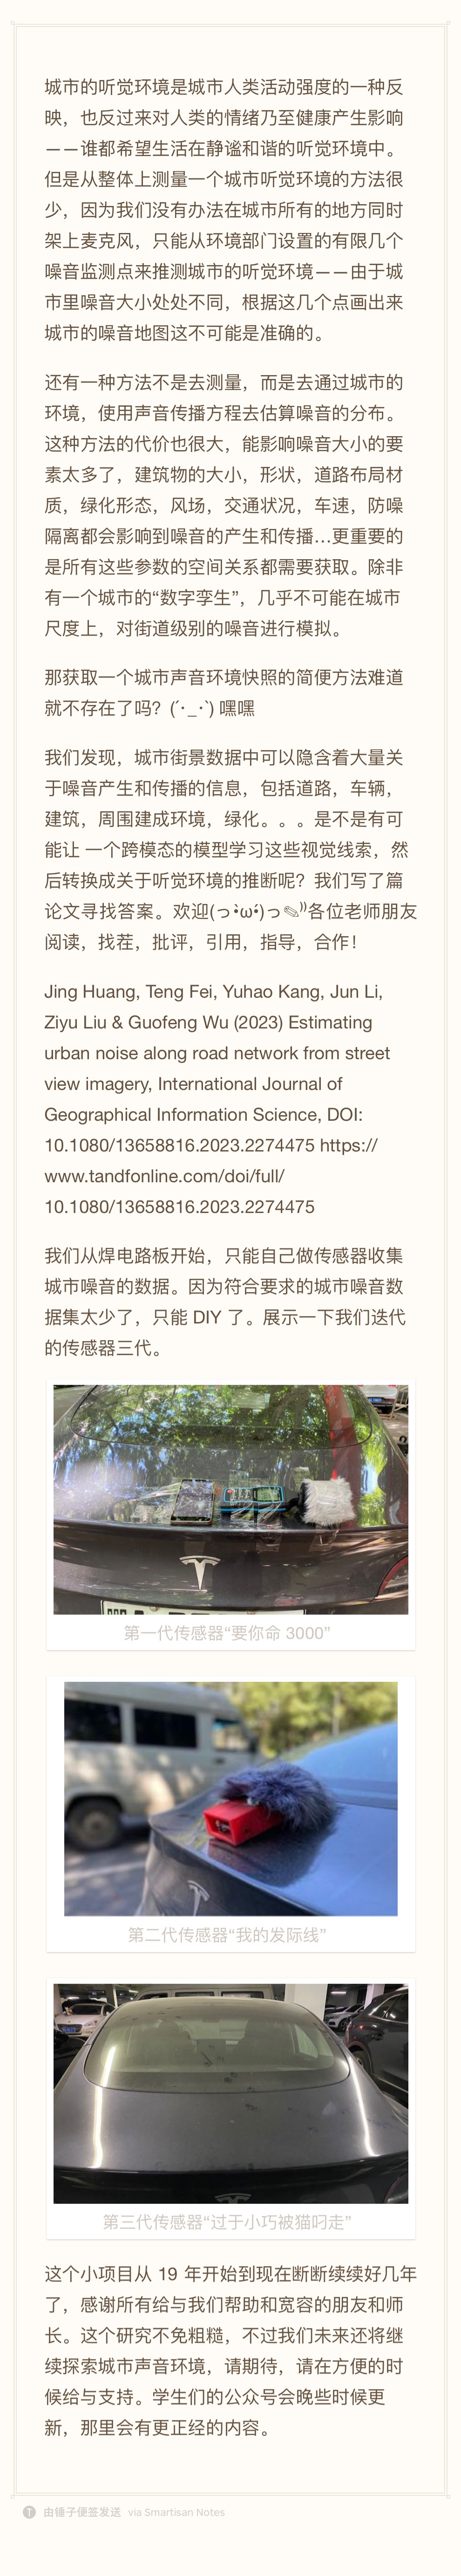 城市的听觉环境是城市人类活动强度的一种反
映，也反过来对人类的情绪乃至健康产生影响
——谁都希望生活在静谧和谐的听觉环境中。
但是从整体上测量一个城市听觉环境的方法很
少，因为我们没有办法在城市所有的地方同时
架上麦克风，只能从环境部门设置的有限几个
噪音监测点来推测城市的听觉环境——由于城
市里噪音大小处处不同，根据这几个点画出来
城市的噪音地图这不可能是准确的。
还有一种方法不是去测量，而是去通过城市的
环境，使用声音传播方程去估算噪音的分布。
这种方法的代价也很大，能影响噪音大小的要
素太多了，建筑物的大小，形状，道路布局材
质，绿化形态，风场，交通状况，车速，防噪
隔离都会影响到噪音的产生和传播…更重要的
是所有这些参数的空间关系都需要获取。除非
有一个城市的“数字孪生”，几乎不可能在城市
尺度上，对街道级别的噪音进行模拟。
那获取一个城市声音环境快照的简便方法难道
就不存在了吗？(´･_･`) 嘿嘿
我们发现，城市街景数据中可以隐含着大量关
于噪音产生和传播的信息，包括道路，车辆，
建筑，周围建成环境，绿化。。。是不是有可
能让 一个跨模态的模型学习这些视觉线索，然
后转换成关于听觉环境的推断呢？我们写了篇
论文寻找答案。欢迎(っ•̀ω•́)っ✎⁾⁾各位老师朋友
阅读，找茬，批评，引用，指导，合作！
Jing Huang, Teng Fei, Yuhao Kang, Jun Li,
Ziyu Liu & Guofeng Wu (2023) Estimating
urban noise along road network from street
view imagery, International Journal of
Geographical Information Science, DOI:
10.1080/13658816.2023.2274475 https://
www.tandfonline.com/doi/full/
10.1080/13658816.2023.2274475
我们从焊电路板开始，只能自己做传感器收集
城市噪音的数据。因为符合要求的城市噪音数
据集太少了，只能 DIY 了。展示一下我们迭代
的传感器三代。
第一代传感器“要你命 3000”
第二代传感器“我的发际线”
第三代传感器“过于小巧被猫叼走”
这个小项目从 19 年开始到现在断断续续好几年
了，感谢所有给与我们帮助和宽容的朋友和师
长。这个研究不免粗糙，不过我们未来还将继
续探索城市声音环境，请期待，请在方便的时
候给与支持。学生们的公众号会晚些时候更
新，那里会有更正经的内容。
由锤子便签发送 via Smartisan Notes